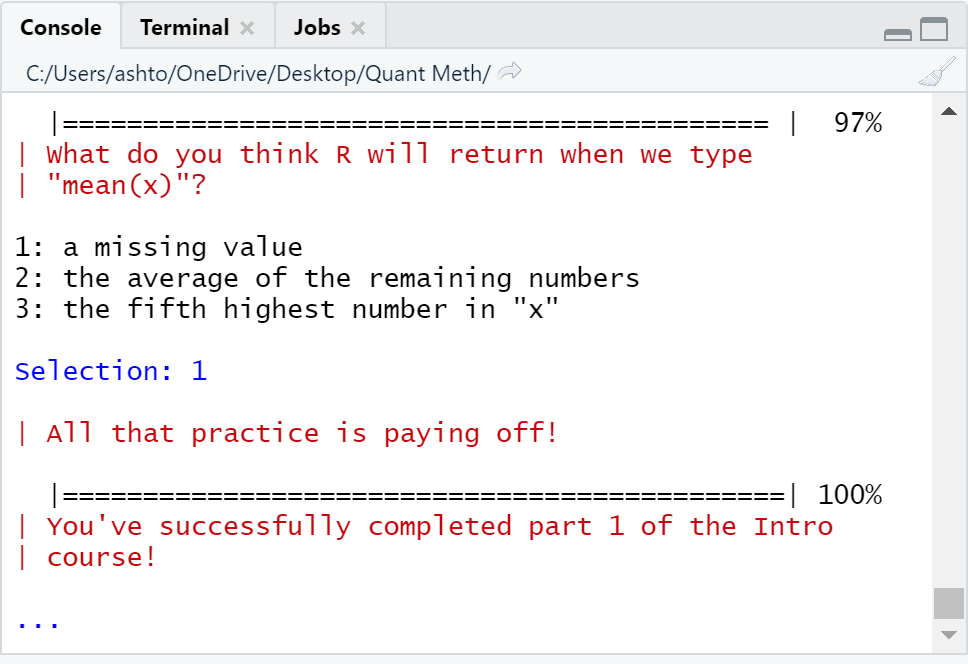 Console Terminal Jobs
C:/Users/ashto/OneDrive/Desktop/Quant Meth/
|============================================ | 97%
| What do you think R will return when we type
| "mean(x)"?
1: a missing value
2: the average of the remaining numbers
3: the fifth highest number in "x"
Selection: 1
| All that practice is paying off!
|=============================================| 100%
| You've successfully completed part 1 of the Intro
| course!
...